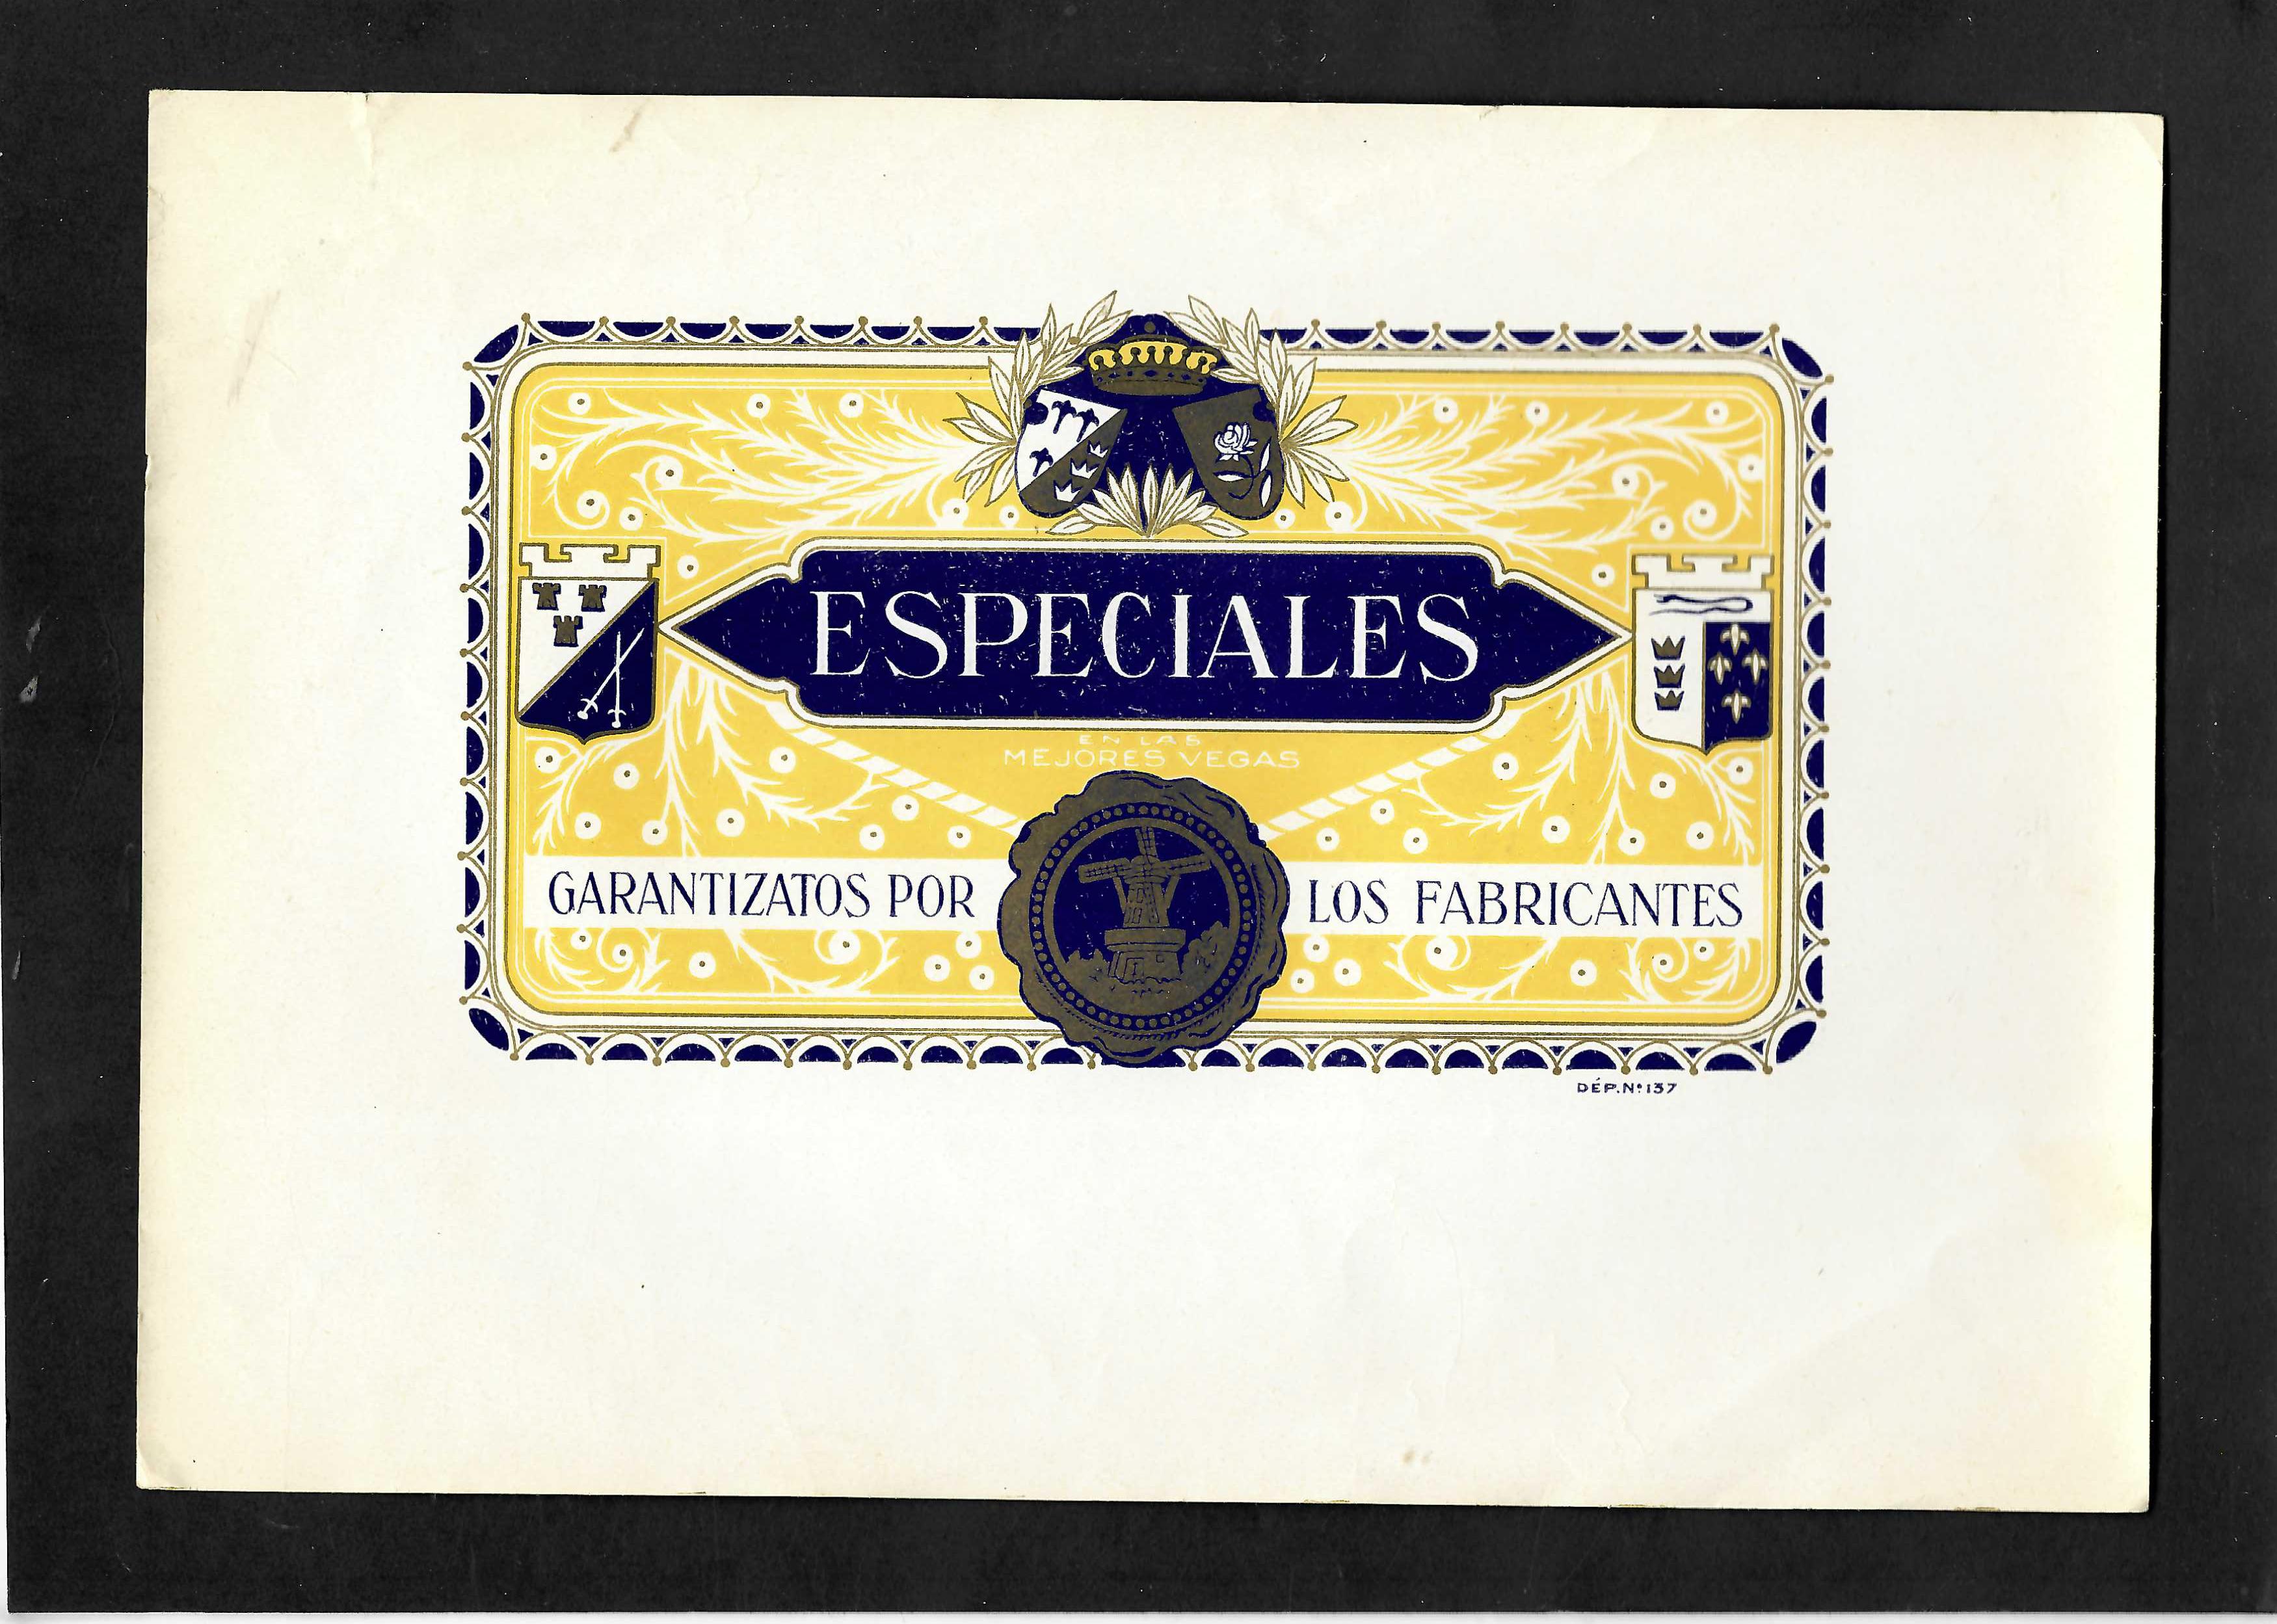 ESPECIALES
EN LAS
MEJORES VEGAS
GARANTIZATOS POR LOS FABRICANTES
DÉP. Nº 137